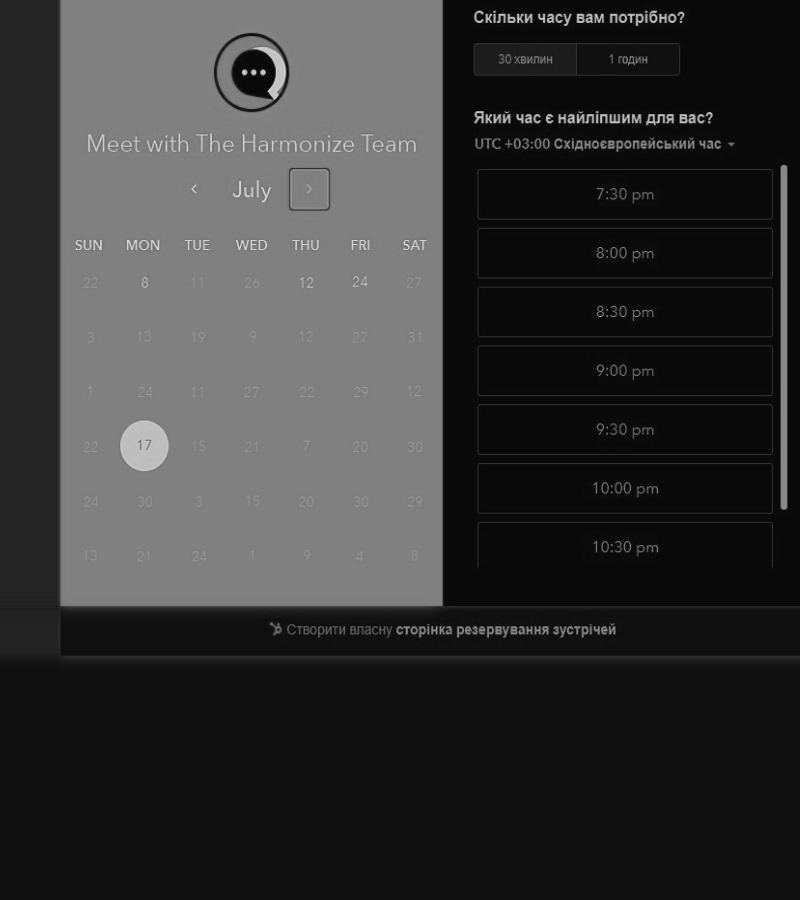 Meet with The Harmonize Team
July
SUN MON TUE WED THU FRI SAT
22 8 11 26 12 24 27
3 13 19 9 12 27 31
1 24 11 27 22 29 12
22 17 15 21 7 20 30
24 30 3 15 20 30 29
13 21 24 1 9 4 8
Скільки часу вам потрібно?
30 хвилин 1 годин
Який час є найліпшим для вас?
UTC +03:00 Східноєвропейський час
7:30 pm
8:00 pm
8:30 pm
9:00 pm
9:30 pm
10:00 pm
10:30 pm
Створити власну сторінка резервування зустрічей